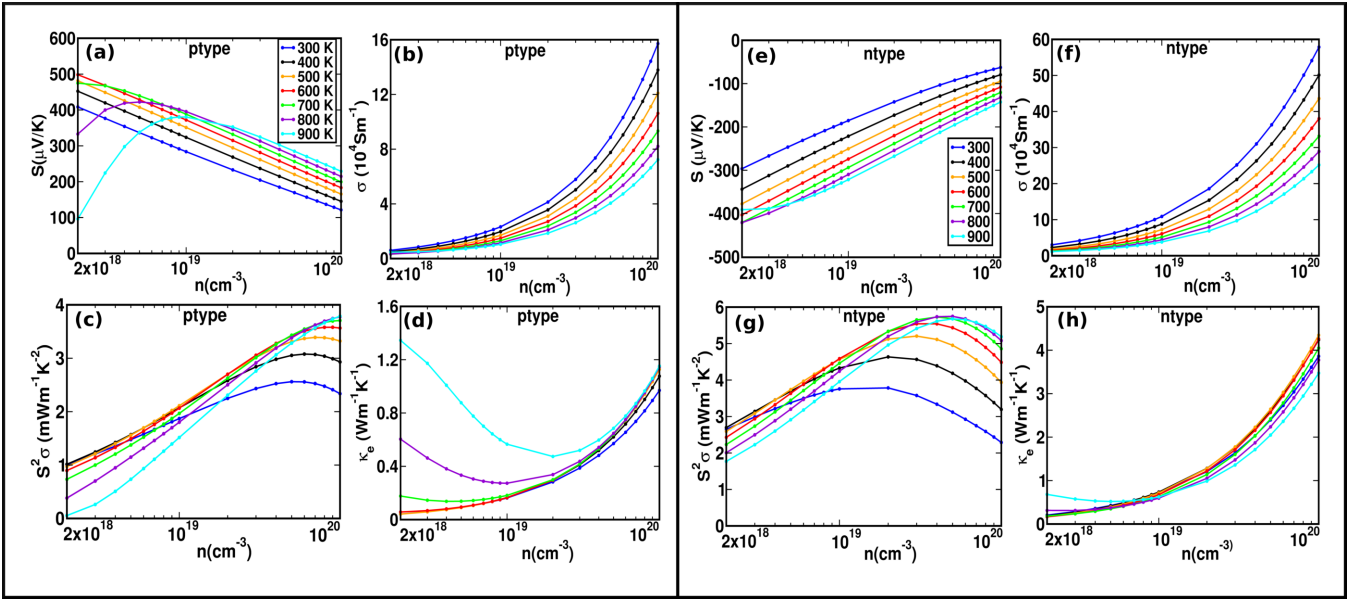 (a) ptype
S(μV/K)
600
500
400
300
200
100
0
300 K
400 K
500 K
600 K
700 K
800 K
900 K
2x10^18 10^19 10^20
n(cm^-3)
(b) ptype
σ (10^4Sm^-1)
16
12
8
4
0
2x10^18 10^19 10^20
n(cm^-3)
(c) ptype
S^2σ (mWm^-1K^-2)
4
3
2
1
0
2x10^18 10^19 10^20
n(cm^-3)
(d) ptype
κ_e (Wm^-1K^-1)
1.6
1.2
0.8
0.4
0
2x10^18 10^19 10^20
n(cm^-3)
(e) ntype
S (μV/K)
0
-100
-200
-300
-400
-500
300
400
500
600
700
800
900
2x10^18 10^19 10^20
n(cm^-3)
(f) ntype
σ (10^4Sm^-1)
60
50
40
30
20
10
0
2x10^18 10^19 10^20
n(cm^-3)
(g) ntype
S^2σ (mWm^-1K^-2)
6
5
4
3
2
1
0
2x10^18 10^19 10^20
n(cm^-3)
(h) ntype
κ_e (Wm^-1K^-1)
5
4
3
2
1
0
2x10^18 10^19 10^20
n(cm^-3)